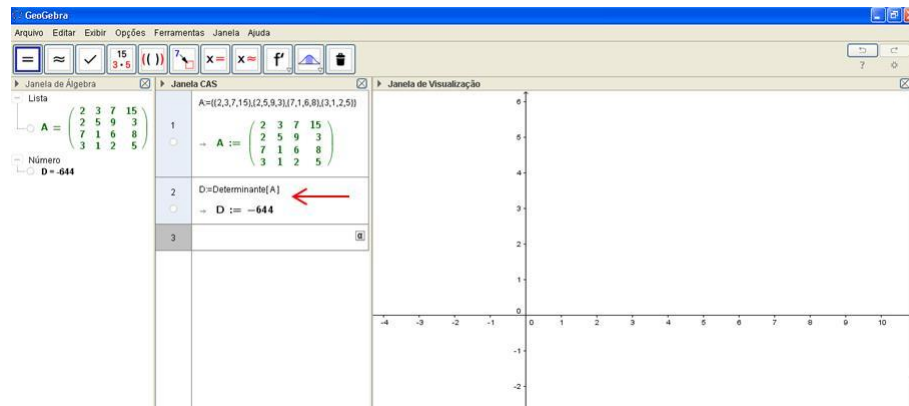 GeoGebra
Arquivo Editar Exibir Opções Ferramentas Janela Ajuda
= ≈ ✓ 15 3·5 (( )) 7 x= x≈ f'
?
Janela de Álgebra
Lista
A = ( 2 3 7 15
2 5 9 3
7 1 6 8
3 1 2 5 )
Número
D = -644
Janela CAS
1
A:={{2,3,7,15},{2,5,9,3},{7,1,6,8},{3,1,2,5}}
→ A := ( 2 3 7 15
2 5 9 3
7 1 6 8
3 1 2 5 )
2
D:=Determinante[A]
→ D := −644
3
α
Janela de Visualização
6
5
4
3
2
1
0
-4 -3 -2 -1 0 1 2 3 4 5 6 7 8 9 10
-1
-2